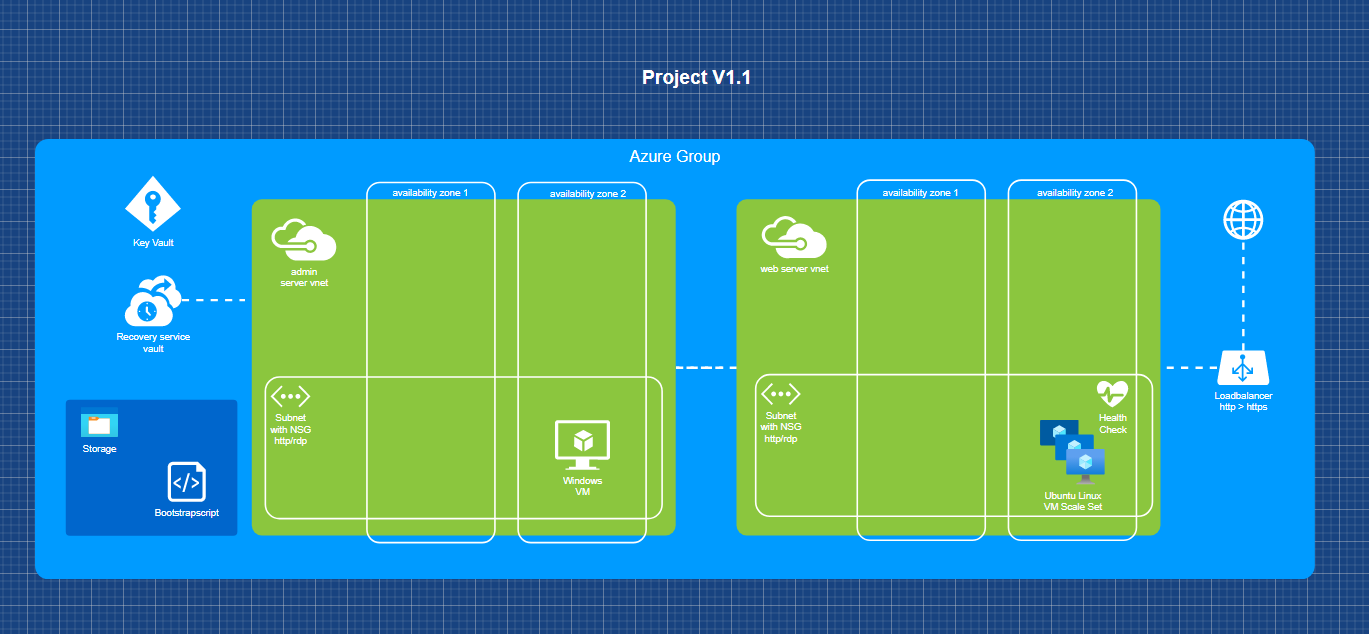 Project V1.1
Azure Group
Key Vault
Recovery service
vault
Storage
Bootstrapscript
admin
server vnet
availability zone 1
availability zone 2
Subnet
with NSG
http/rdp
Windows
VM
web server vnet
availability zone 1
availability zone 2
Subnet
with NSG
http/rdp
Health
Check
Ubuntu Linux
VM Scale Set
Loadbalancer
http > https